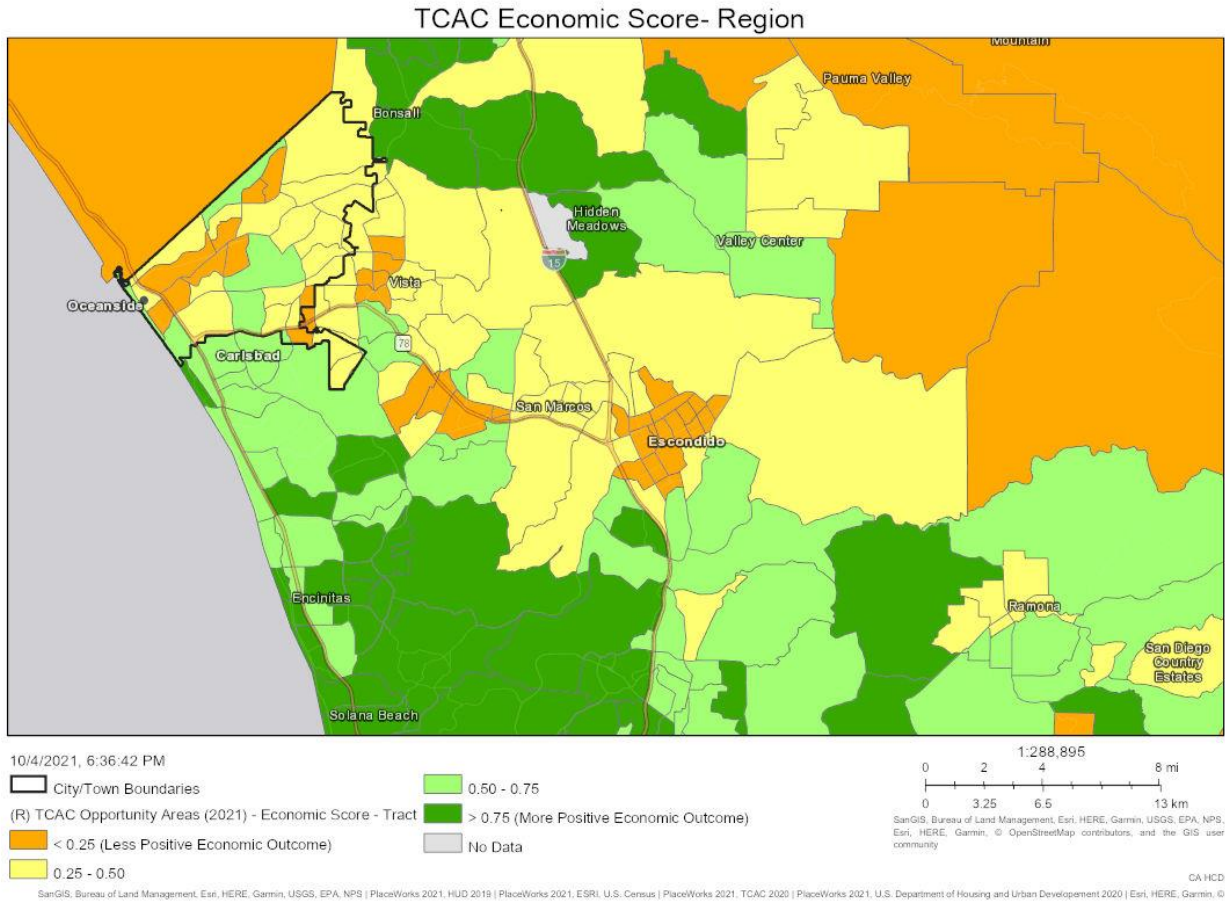 TCAC Economic Score- Region
Mountain
Pauma Valley
Bonsall
Hidden
Meadows
Valley Center
15
Vista
Oceanside
78
Carlsbad
San Marcos
Escondido
Encinitas
Ramona
San Diego
Country
Estates
Solana Beach
10/4/2021, 6:36:42 PM
City/Town Boundaries
(R) TCAC Opportunity Areas (2021) - Economic Score - Tract
< 0.25 (Less Positive Economic Outcome)
0.25 - 0.50
0.50 - 0.75
> 0.75 (More Positive Economic Outcome)
No Data
1:288,895
0 2 4 8 mi
0 3.25 6.5 13 km
SanGIS, Bureau of Land Management, Esri, HERE, Garmin, USGS, EPA, NPS,
Esri, HERE, Garmin, © OpenStreetMap contributors, and the GIS user
community
CA HCD
SanGIS, Bureau of Land Management, Esri, HERE, Garmin, USGS, EPA, NPS | PlaceWorks 2021, HUD 2019 | PlaceWorks 2021, ESRI, U.S. Census | PlaceWorks 2021, TCAC 2020 | PlaceWorks 2021, U.S. Department of Housing and Urban Developement 2020 | Esri, HERE, Garmin, ©